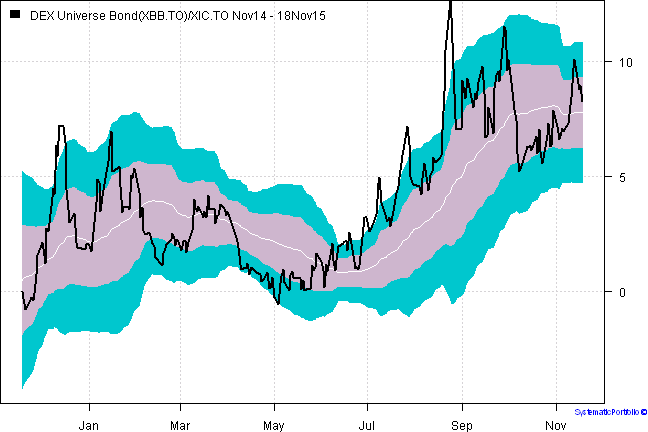 DEX Universe Bond(XBB.TO)/XIC.TO Nov14 - 18Nov15
10
5
0
Jan Mar May Jul Sep Nov
SystematicPortfolio ©